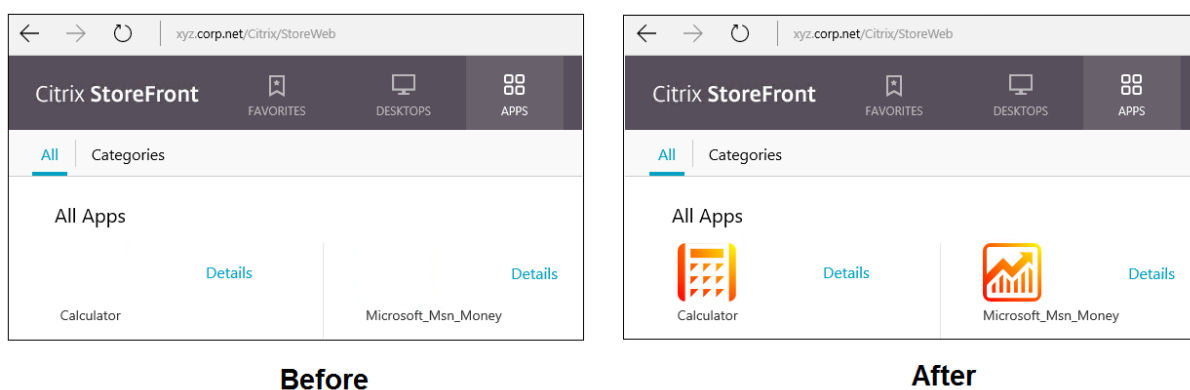 xyz.corp.net/Citrix/StoreWeb
Citrix StoreFront
FAVORITES
DESKTOPS
APPS
All
Categories
All Apps
Details
Details
Calculator
Microsoft_Msn_Money
Before
xyz.corp.net/Citrix/StoreWeb
Citrix StoreFront
FAVORITES
DESKTOPS
APPS
All
Categories
All Apps
Details
Details
Calculator
Microsoft_Msn_Money
After